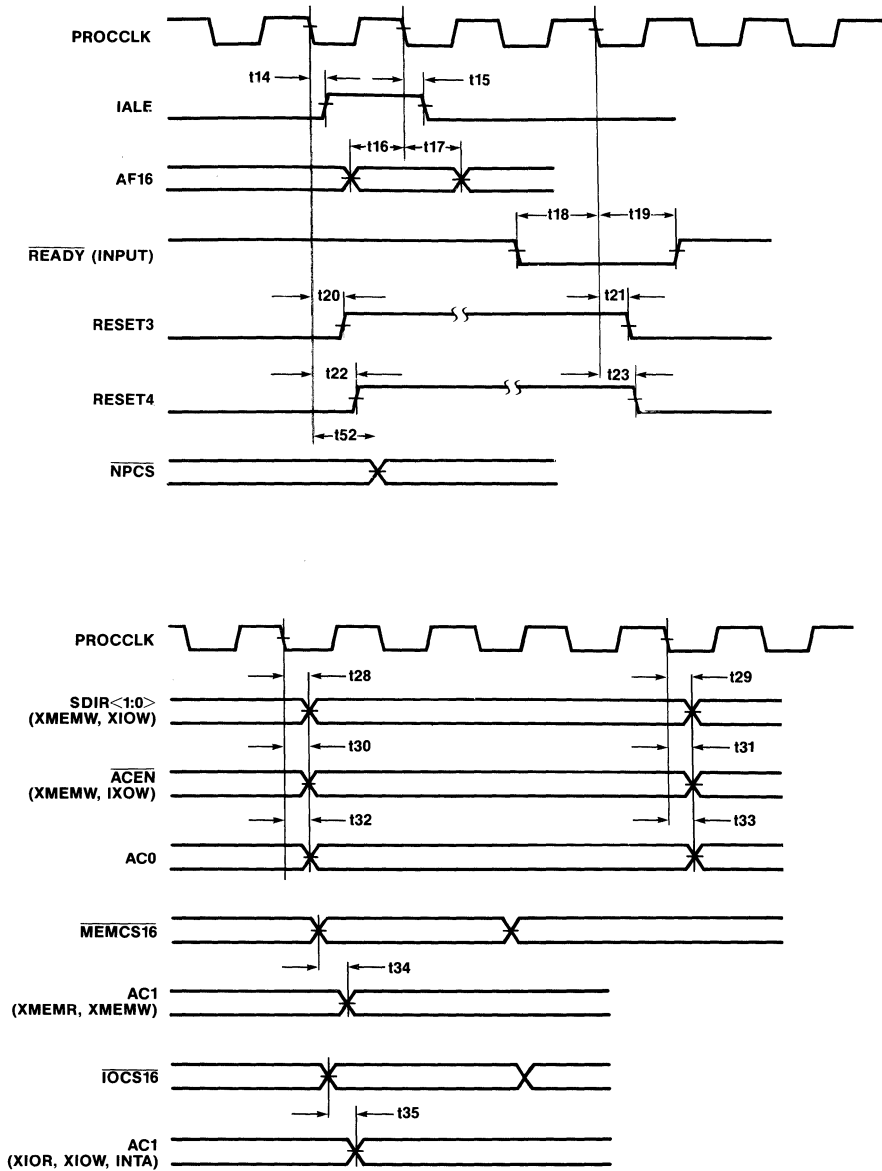 PROCCLK
t14
t15
IALE
t16
t17
AF16
t18
t19
READY (INPUT)
t20
t21
RESET3
t22
t23
RESET4
t52
NPCS
PROCCLK
t28
t29
SDIR<1:0>
(XMEMW, XIOW)
t30
t31
ACEN
(XMEMW, IXOW)
t32
t33
AC0
MEMCS16
t34
AC1
(XMEMR, XMEMW)
IOCS16
t35
AC1
(XIOR, XIOW, INTA)